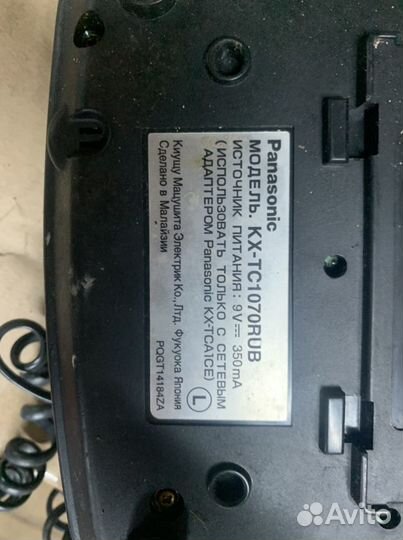 Panasonic
МОДЕЛЬ. KX-TC1070RUB
ИСТОЧНИК ПИТАНИЯ: 9V⎓ 350mA
(ИСПОЛЬЗОВАТЬ ТОЛЬКО С СЕТЕВЫМ
АДАПТЕРОМ Panasonic KX-TCA1CE)
L
Киушу Мацушита Электрик Ко.,Лтд. Фукуока Япония
Сделано в Малайзии
PQGT14184ZA
Avito